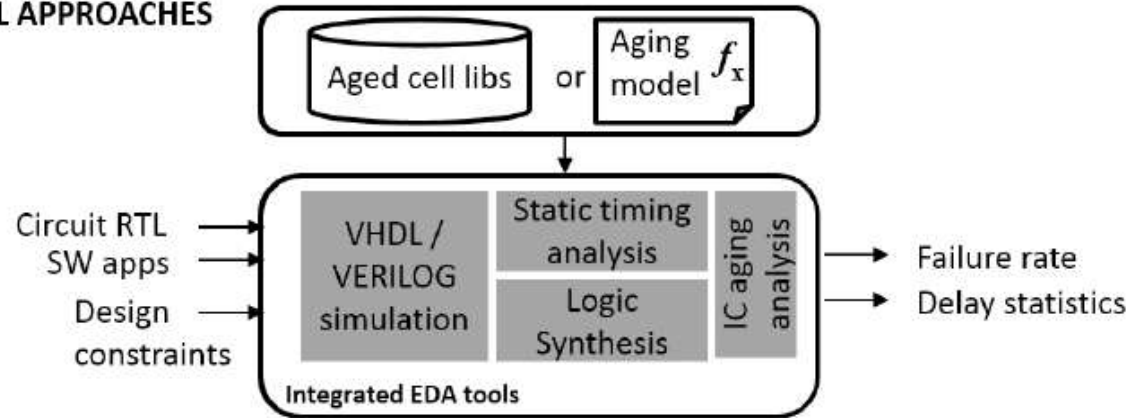 L APPROACHES
Aged cell libs
or
Aging
model fx
Circuit RTL
SW apps
Design
constraints
VHDL /
VERILOG
simulation
Static timing
analysis
Logic
Synthesis
IC aging
analysis
Failure rate
Delay statistics
Integrated EDA tools